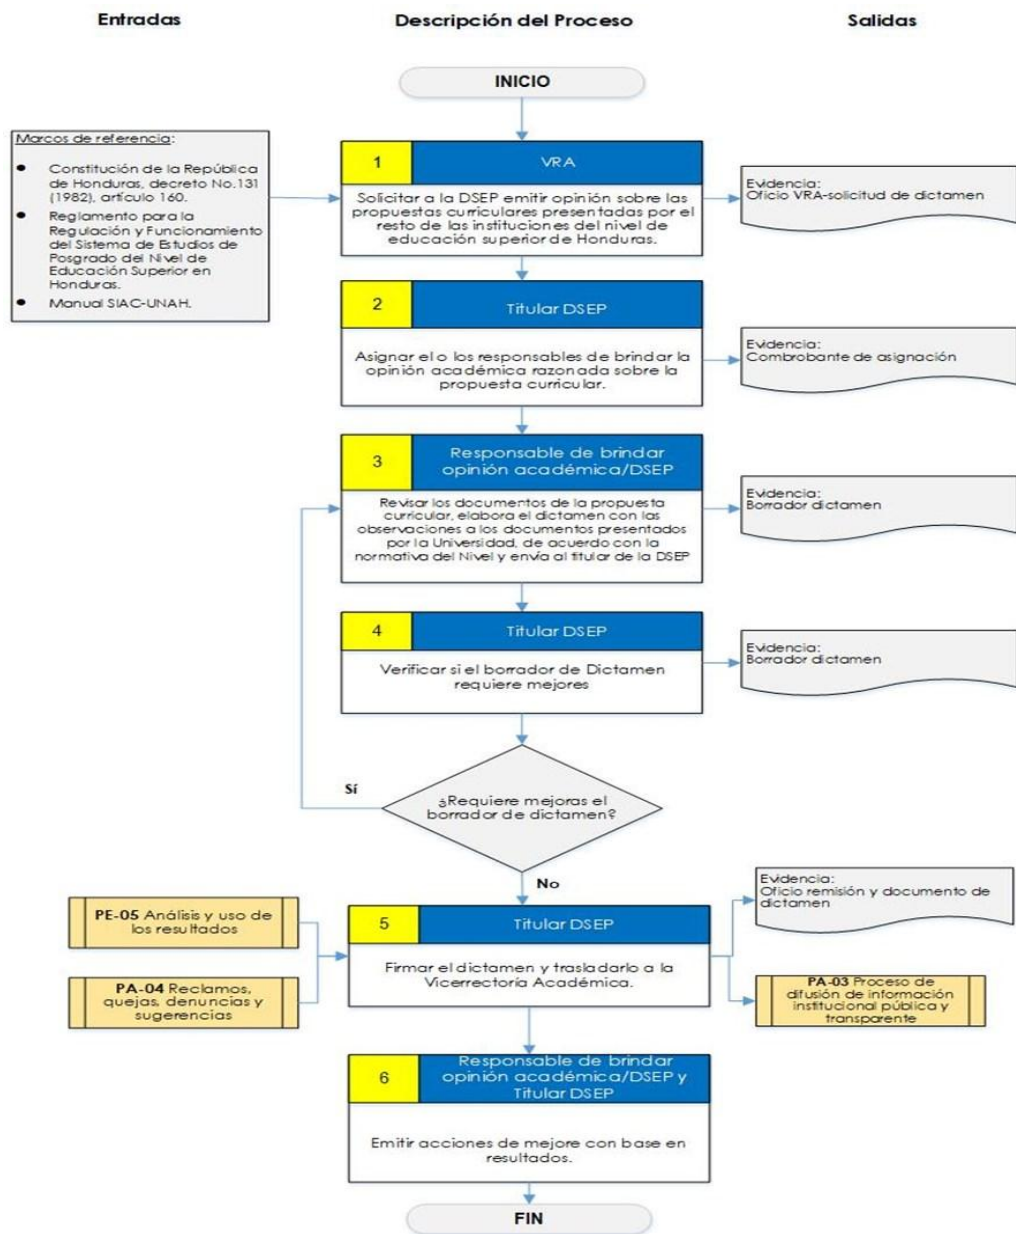 Entradas
Descripción del Proceso
Salidas
INICIO
Marcos de referencia:
● Constitución de la República
de Honduras, decreto No.131
(1982), artículo 160.
● Reglamento para la
Regulación y Funcionamiento
del Sistema de Estudios de
Posgrado del Nivel de
Educación Superior en
Honduras.
● Manual SIAC-UNAH.
1
VRA
Solicitar a la DSEP emitir opinión sobre las
propuestas curriculares presentadas por el
resto de las instituciones del nivel de
educación superior de Honduras.
Evidencia:
Oficio VRA-solicitud de dictamen
2
Titular DSEP
Asignar el o los responsables de brindar la
opinión académica razonada sobre la
propuesta curricular.
Evidencia:
Combrobante de asignación
3
Responsable de brindar
opinión académica/DSEP
Revisar los documentos de la propuesta
curricular, elabora el dictamen con las
observaciones a los documentos presentados
por la Universidad, de acuerdo con la
normativa del Nivel y envía al titular de la DSEP
Evidencia:
Borrador dictamen
4
Titular DSEP
Verificar si el borrador de Dictamen
requiere mejores
Evidencia:
Borrador dictamen
Sí
¿Requiere mejoras el
borrador de dictamen?
No
PE-05 Análisis y uso de
los resultados
PA-04 Reclamos,
quejas, denuncias y
sugerencias
5
Titular DSEP
Firmar el dictamen y trasladarlo a la
Vicerrectoría Académica.
Evidencia:
Oficio remisión y documento de
dictamen
PA-03 Proceso de
difusión de información
institucional pública y
transparente
6
Responsable de brindar
opinión académica/DSEP y
Titular DSEP
Emitir acciones de mejore con base en
resultados.
FIN